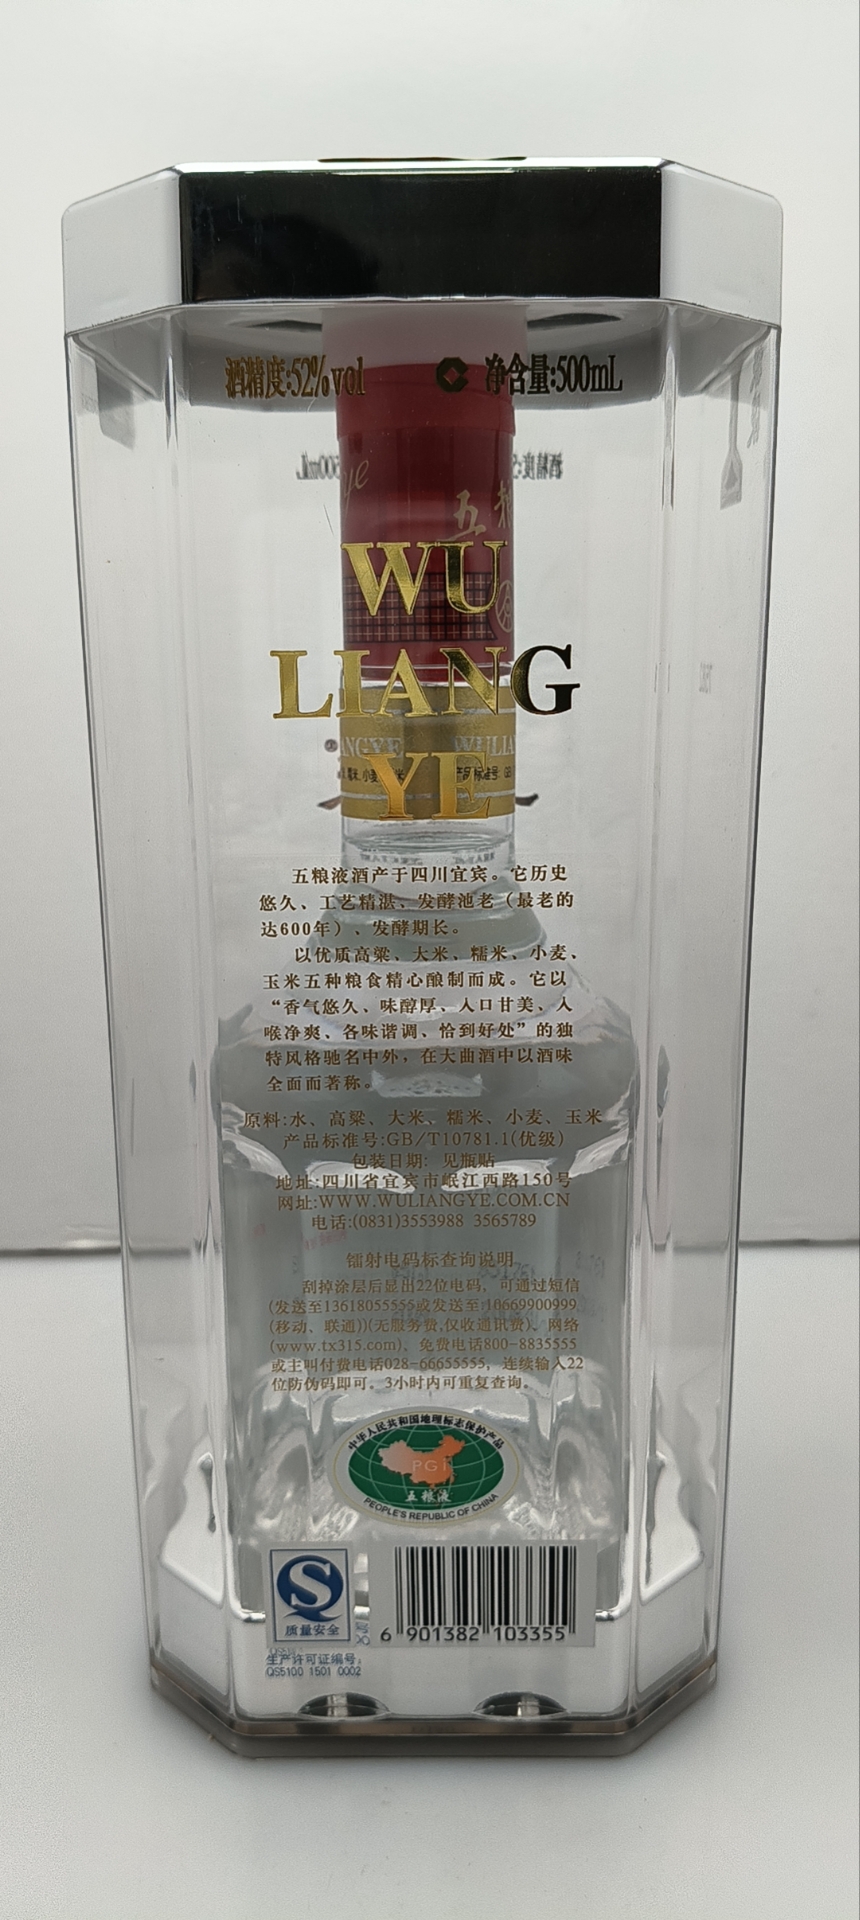 酒精度:52%vol 净含量:500mL
五粮
WU
LIANG
YE
五粮液酒产于四川宜宾。它历史
悠久、工艺精湛、发酵池老（最老的
达600年）、发酵期长。
以优质高粱、大米、糯米、小麦、
玉米五种粮食精心酿制而成。它以
“香气悠久、味醇厚、入口甘美、入
喉净爽、各味谐调、恰到好处”的独
特风格驰名中外，在大曲酒中以酒味
全面而著称。
原料:水、高粱、大米、糯米、小麦、玉米
产品标准号:GB/T10781.1(优级)
包装日期: 见瓶贴
地址:四川省宜宾市岷江西路150号
网址:WWW.WULIANGYE.COM.CN
电话:(0831)3553988 3565789
镭射电码标查询说明
刮掉涂层后显出22位电码，可通过短信
(发送至13618055555或发送至10669900999
(移动、联通))(无服务费,仅收通讯费)、网络
(www.tx315.com)、免费电话800-8835555
或主叫付费电话028-66655555，连续输入22
位防伪码即可。3小时内可重复查询。
中华人民共和国地理标志保护产品
PGI
五粮液
PEOPLE'S REPUBLIC OF CHINA
质量安全
6 901382 103355
生产许可证编号:
QS5100 1501 0002